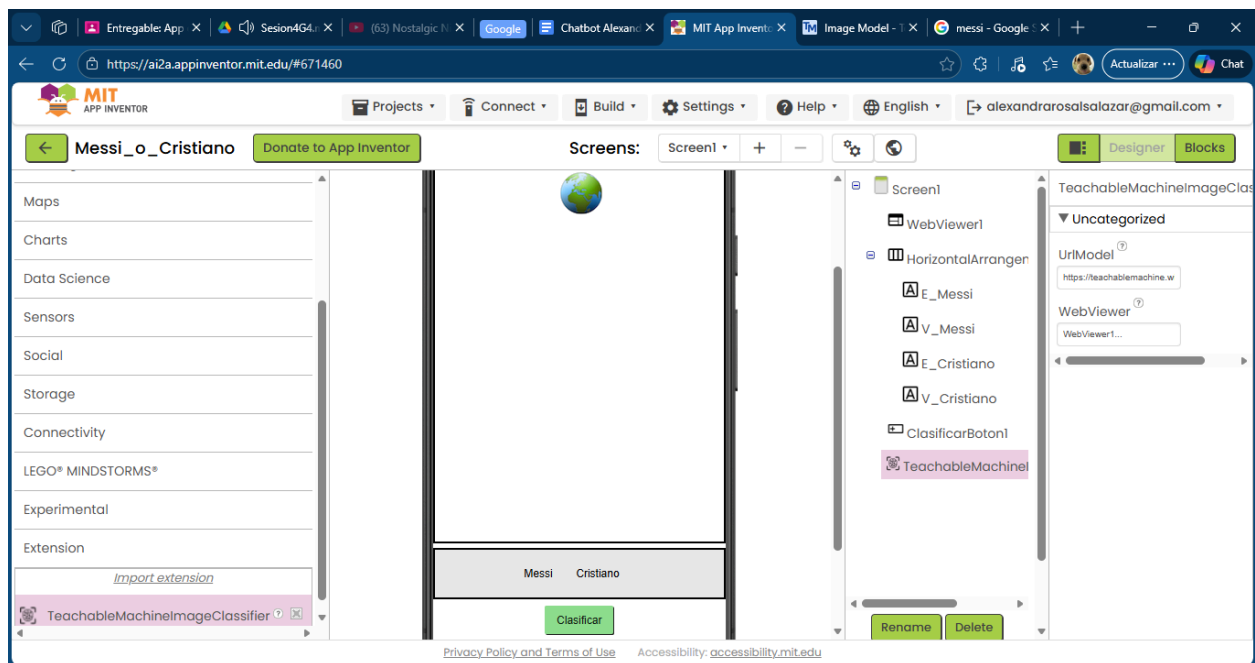 Entregable: App
Sesion4G4.
(63) Nostalgic N
Google
Chatbot Alexand
MIT App Invento
Image Model - T
messi - Google S
https://ai2a.appinventor.mit.edu/#671460
Actualizar
Chat
MIT
APP INVENTOR
Projects
Connect
Build
Settings
Help
English
alexandrarosalsalazar@gmail.com
Messi_o_Cristiano
Donate to App Inventor
Screens:
Screen1
Designer
Blocks
Maps
Charts
Data Science
Sensors
Social
Storage
Connectivity
LEGO® MINDSTORMS®
Experimental
Extension
Import extension
TeachableMachineImageClassifier
Messi Cristiano
Clasificar
Screen1
WebViewer1
HorizontalArrangen
E_Messi
V_Messi
E_Cristiano
V_Cristiano
ClasificarBoton1
TeachableMachineI
Rename
Delete
TeachableMachineImageClas
Uncategorized
UrlModel
https://teachablemachine.w
WebViewer
WebViewer1...
Privacy Policy and Terms of Use
Accessibility: accessibility.mit.edu